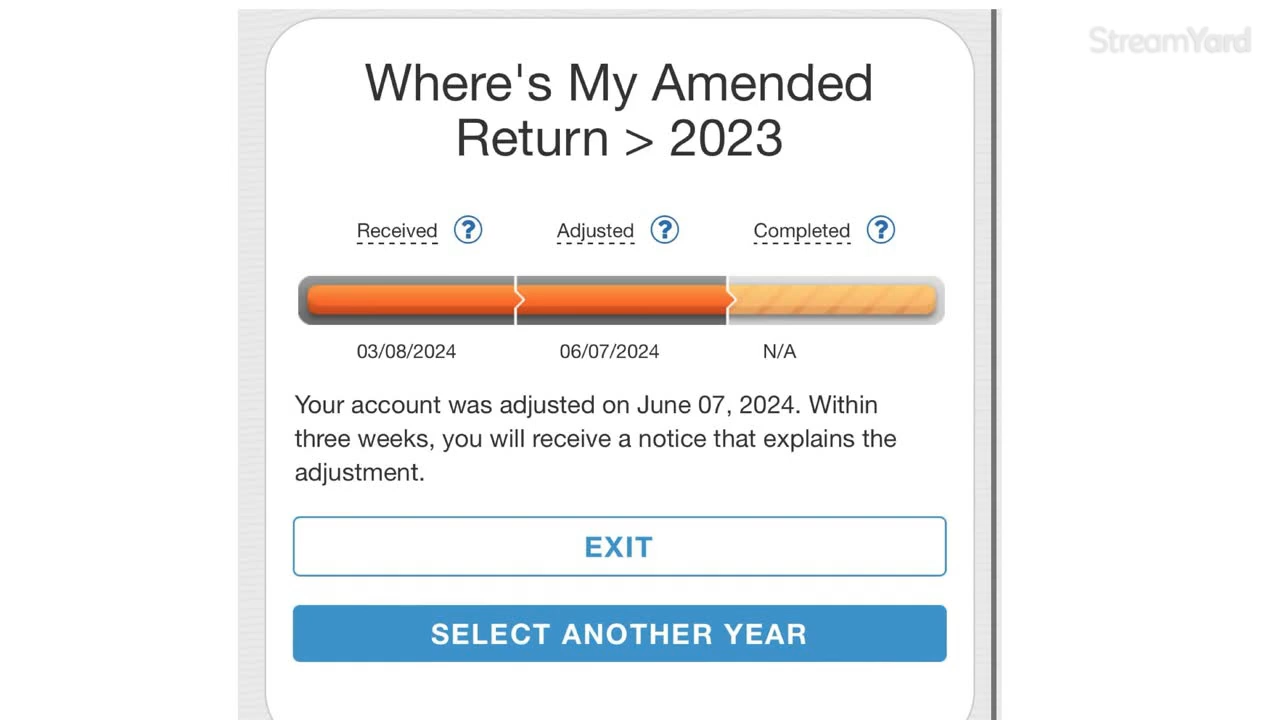 StreamYard
Where's My Amended
Return > 2023
Received ? Adjusted ? Completed ?
03/08/2024 06/07/2024 N/A
Your account was adjusted on June 07, 2024. Within
three weeks, you will receive a notice that explains the
adjustment.
EXIT
SELECT ANOTHER YEAR